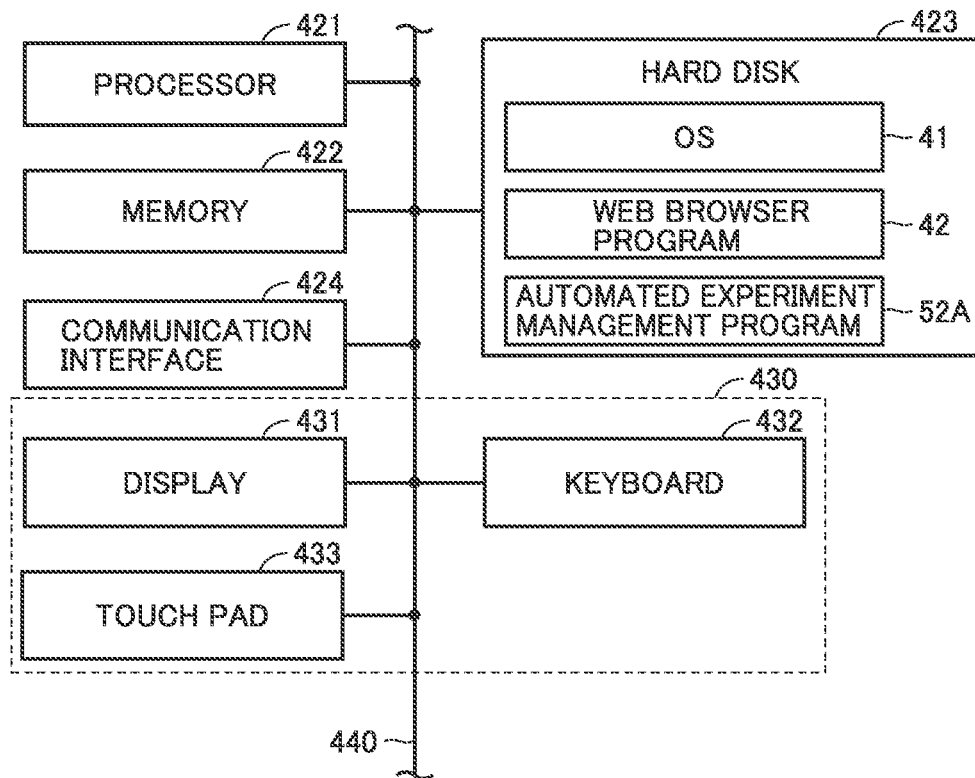 421
PROCESSOR
422
MEMORY
424
COMMUNICATION
INTERFACE
423
HARD DISK
OS
41
WEB BROWSER
PROGRAM
42
AUTOMATED EXPERIMENT
MANAGEMENT PROGRAM
52A
430
431
DISPLAY
432
KEYBOARD
433
TOUCH PAD
440